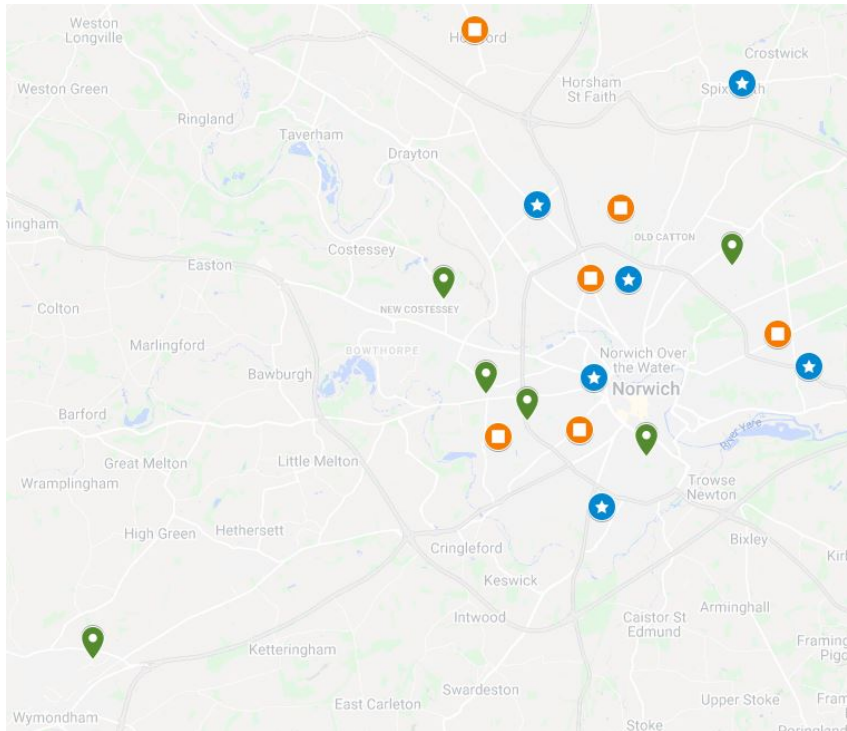 Weston
Longville
Crostwick
Weston Green
Horsham
St Faith
Ringland
Taverham
Drayton
OLD CATTON
Costessey
Easton
Colton
NEW COSTESSEY
Marlingford
BOWTHORPE
Norwich Over
the Water
Bawburgh
Norwich
Barford
River Yare
Great Melton
Little Melton
Wramplingham
Trowse
Newton
High Green
Hethersett
Bixley
Cringleford
Keswick
Intwood
Arminghall
Caistor St
Edmund
Ketteringham
East Carleton
Swardeston
Upper Stoke
Wymondham
Stoke